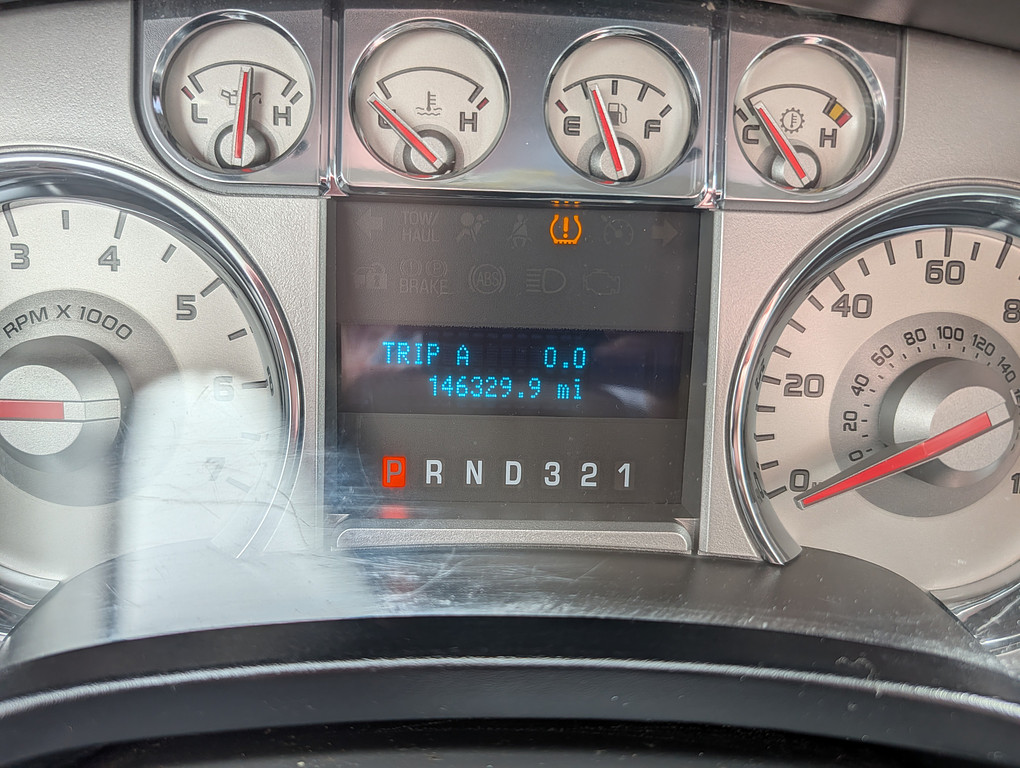 L H
C H
E F
C H
TOW/
HAUL
BRAKE
ABS
3 4 5 6 7
RPM X 1000
TRIP A 0.0
146329.9 mi
P R N D 3 2 1
0 20 40 60
0 20 40 60 80 100 120 140